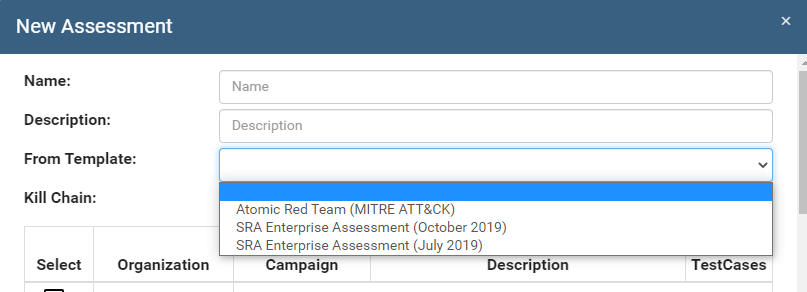 New Assessment ×
Name: Name
Description: Description
From Template:
Kill Chain:
Atomic Red Team (MITRE ATT&CK)
SRA Enterprise Assessment (October 2019)
SRA Enterprise Assessment (July 2019)
Select Organization Campaign Description TestCases